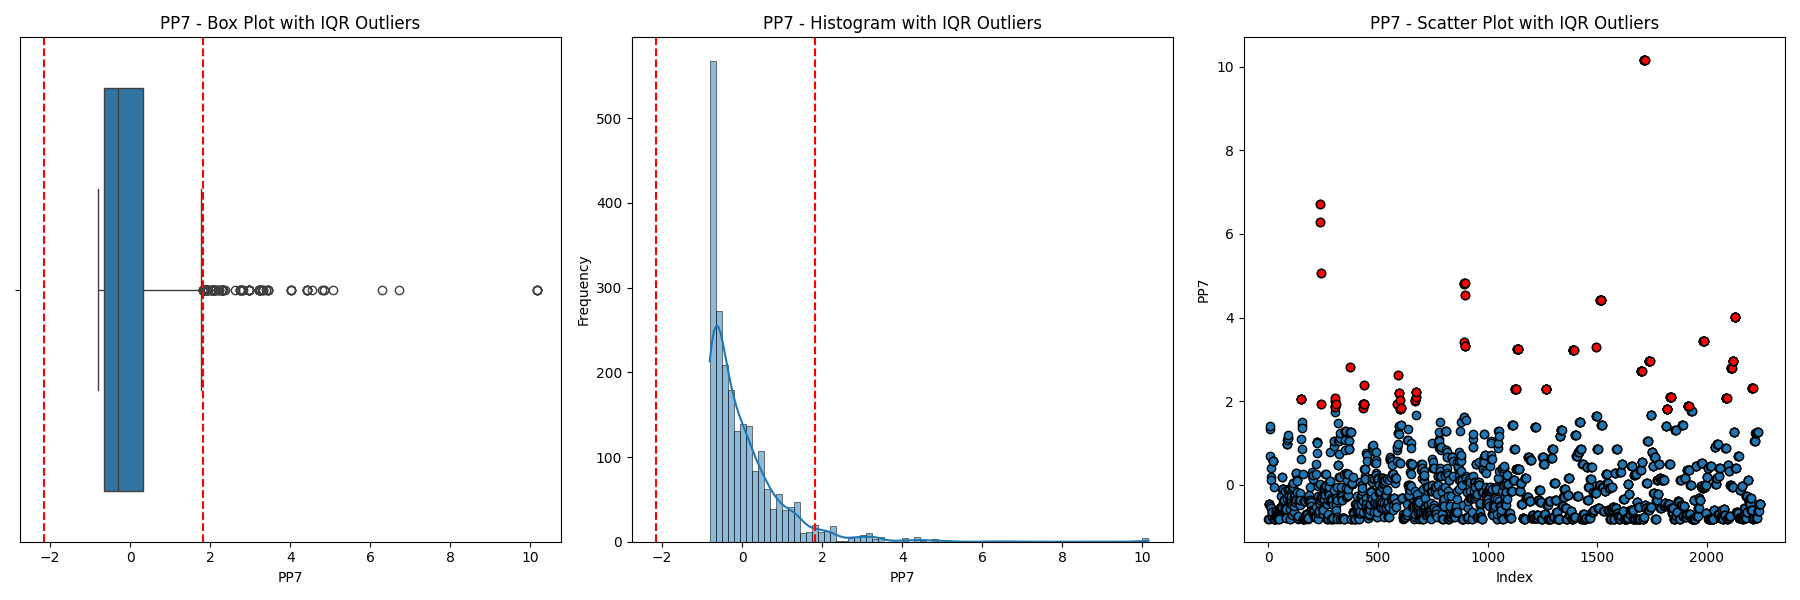 PP7 - Box Plot with IQR Outliers
−2 0 2 4 6 8 10
PP7
PP7 - Histogram with IQR Outliers
500
400
300
200
100
0
Frequency
−2 0 2 4 6 8 10
PP7
PP7 - Scatter Plot with IQR Outliers
10
8
6
4
2
0
PP7
0 500 1000 1500 2000
Index